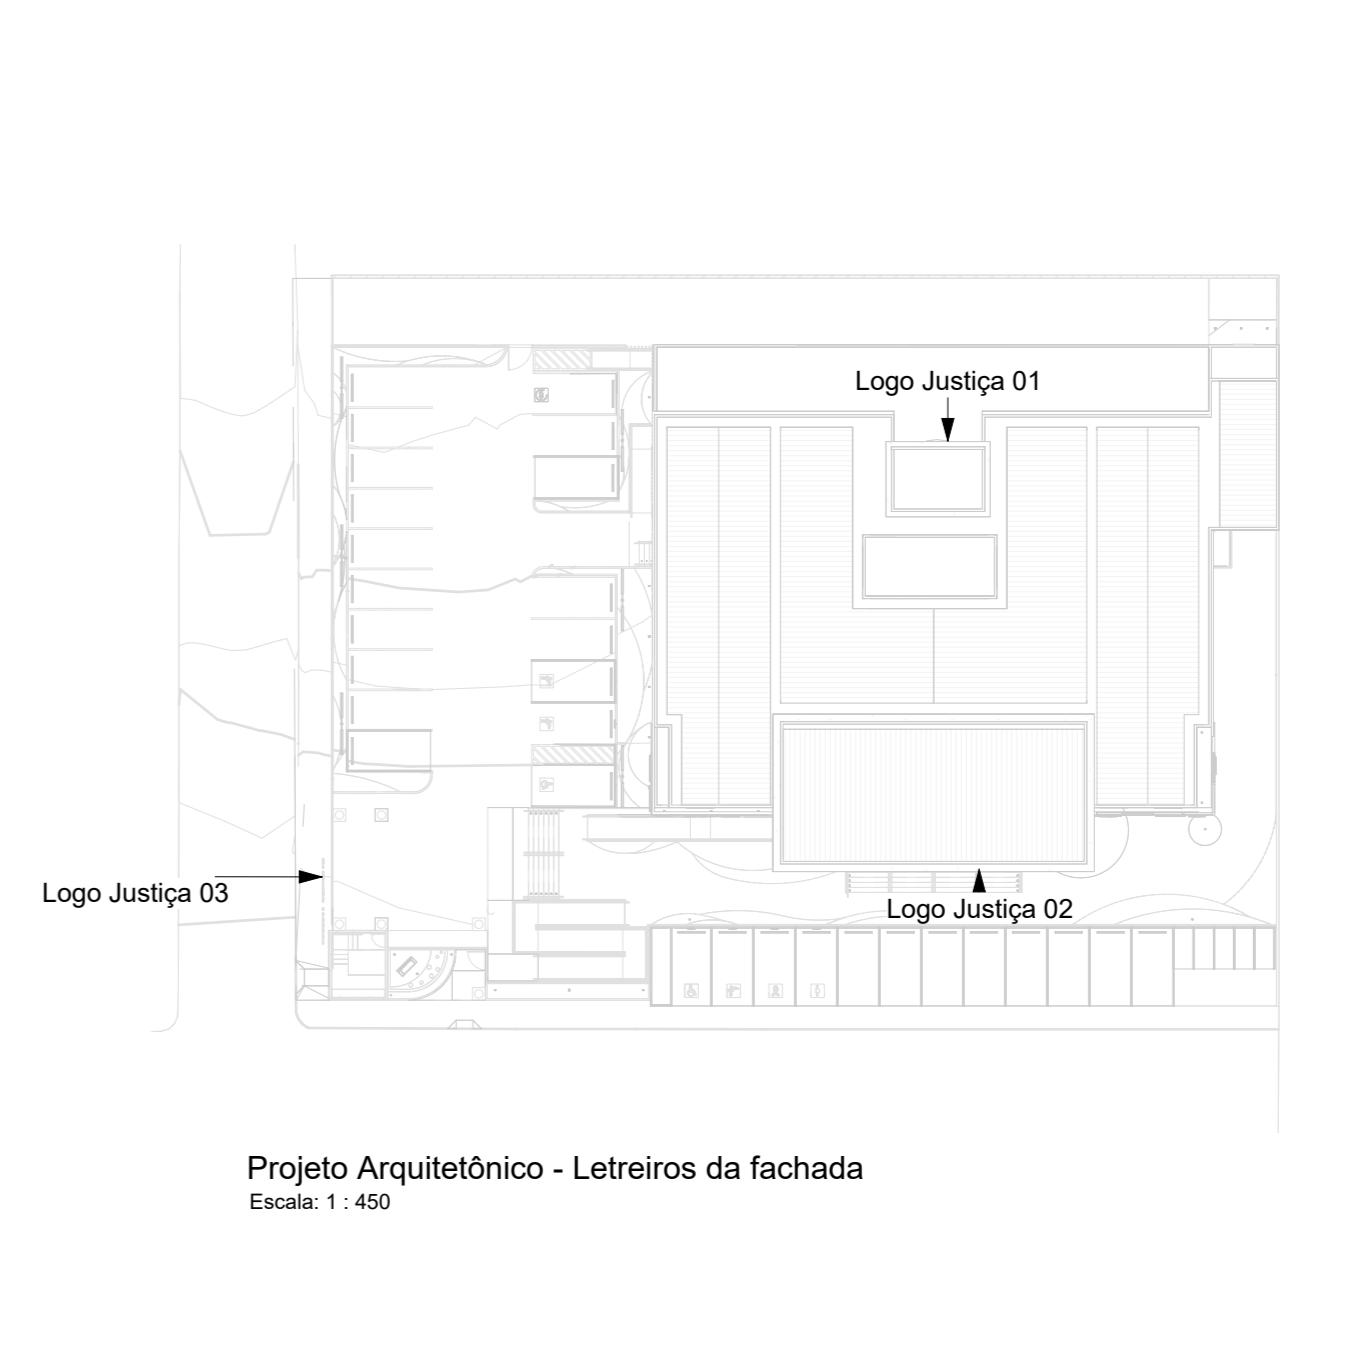 Logo Justiça 01
Logo Justiça 03
Logo Justiça 02
Projeto Arquitetônico - Letreiros da fachada
Escala: 1 : 450